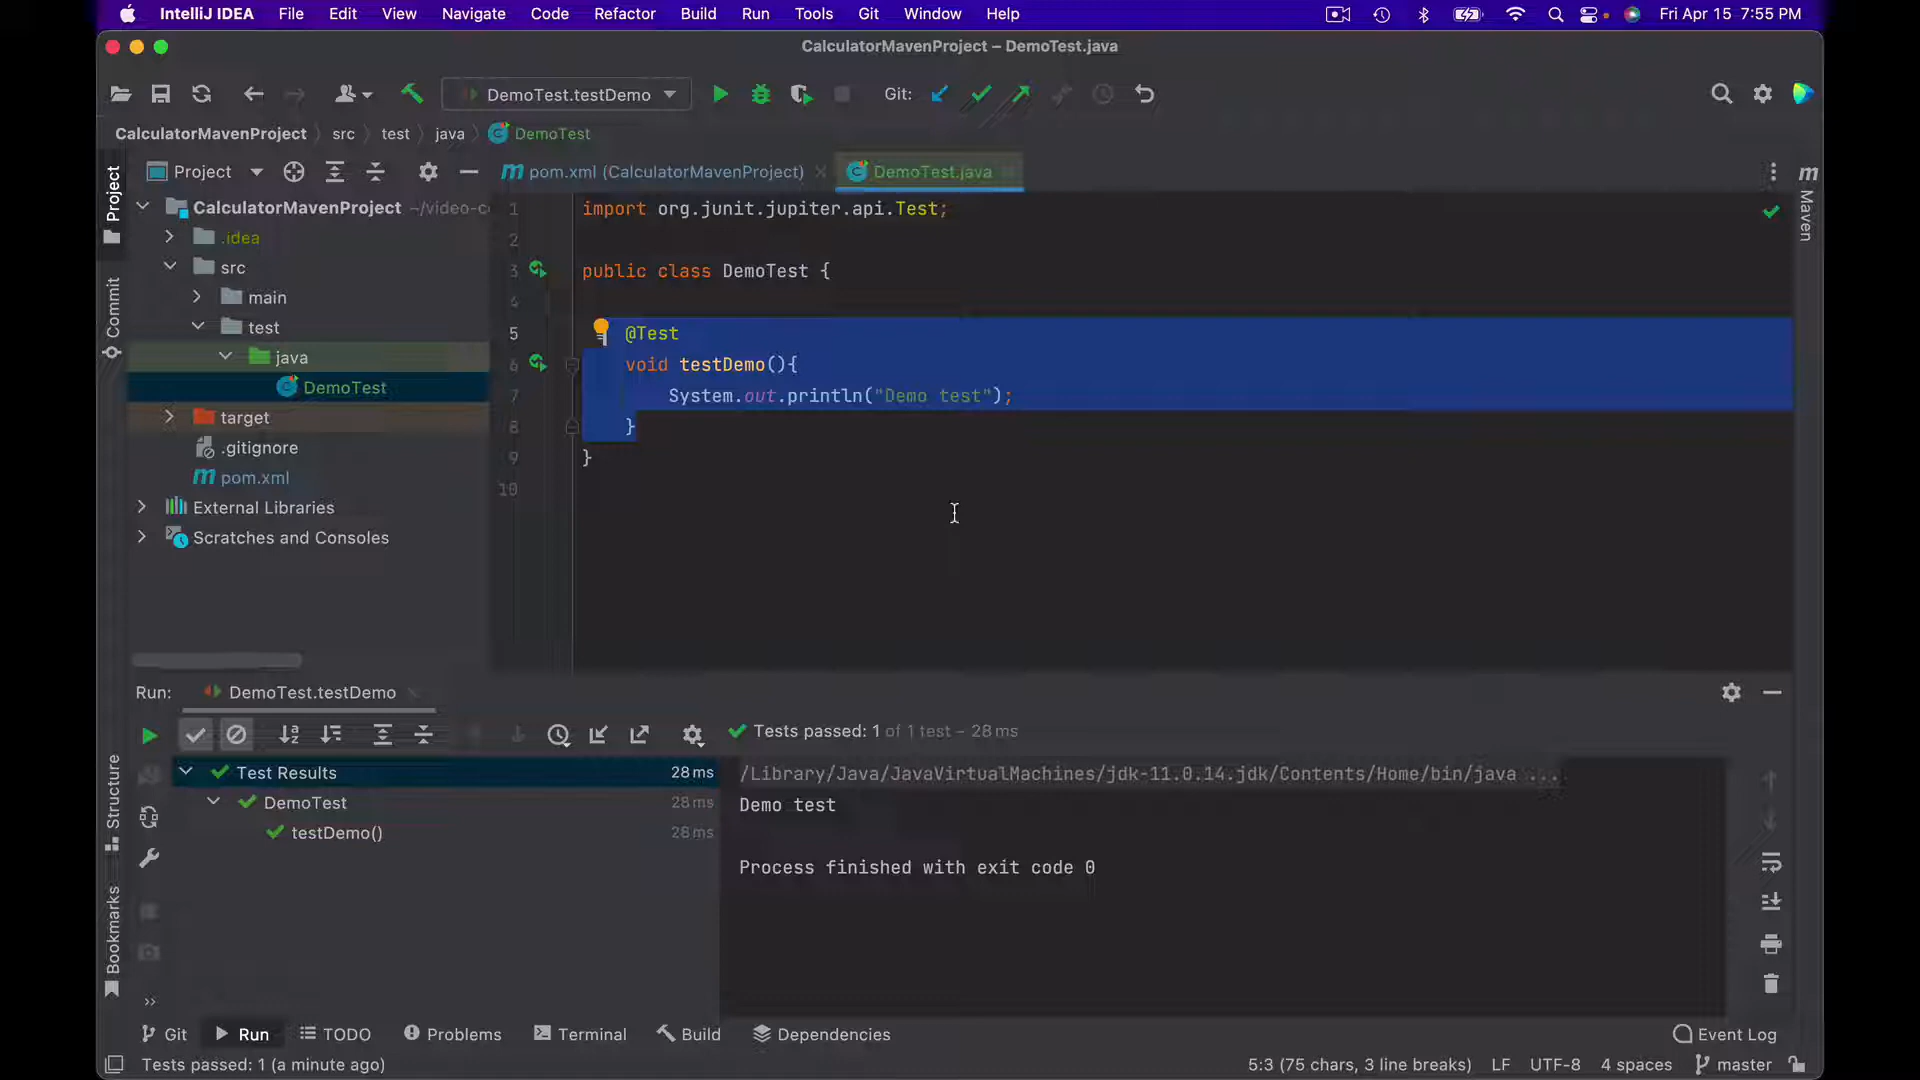 IntelliJ IDEA File Edit View Navigate Code Refactor Build Run Tools Git Window Help Fri Apr 15 7:55 PM
CalculatorMavenProject – DemoTest.java
DemoTest.testDemo Git:
CalculatorMavenProject src test java DemoTest
Project
pom.xml (CalculatorMavenProject) DemoTest.java
Project
Commit
Structure
Bookmarks
Maven
CalculatorMavenProject ~/video-c
.idea
src
main
test
java
DemoTest
target
.gitignore
pom.xml
External Libraries
Scratches and Consoles
1 import org.junit.jupiter.api.Test;
2
3 public class DemoTest {
4
5 @Test
6 void testDemo(){
7 System.out.println("Demo test");
8 }
9 }
10
Run: DemoTest.testDemo
Tests passed: 1 of 1 test – 28 ms
Test Results 28 ms
DemoTest 28 ms
testDemo() 28 ms
/Library/Java/JavaVirtualMachines/jdk-11.0.14.jdk/Contents/Home/bin/java ...
Demo test
Process finished with exit code 0
Git Run TODO Problems Terminal Build Dependencies Event Log
Tests passed: 1 (a minute ago) 5:3 (75 chars, 3 line breaks) LF UTF-8 4 spaces master